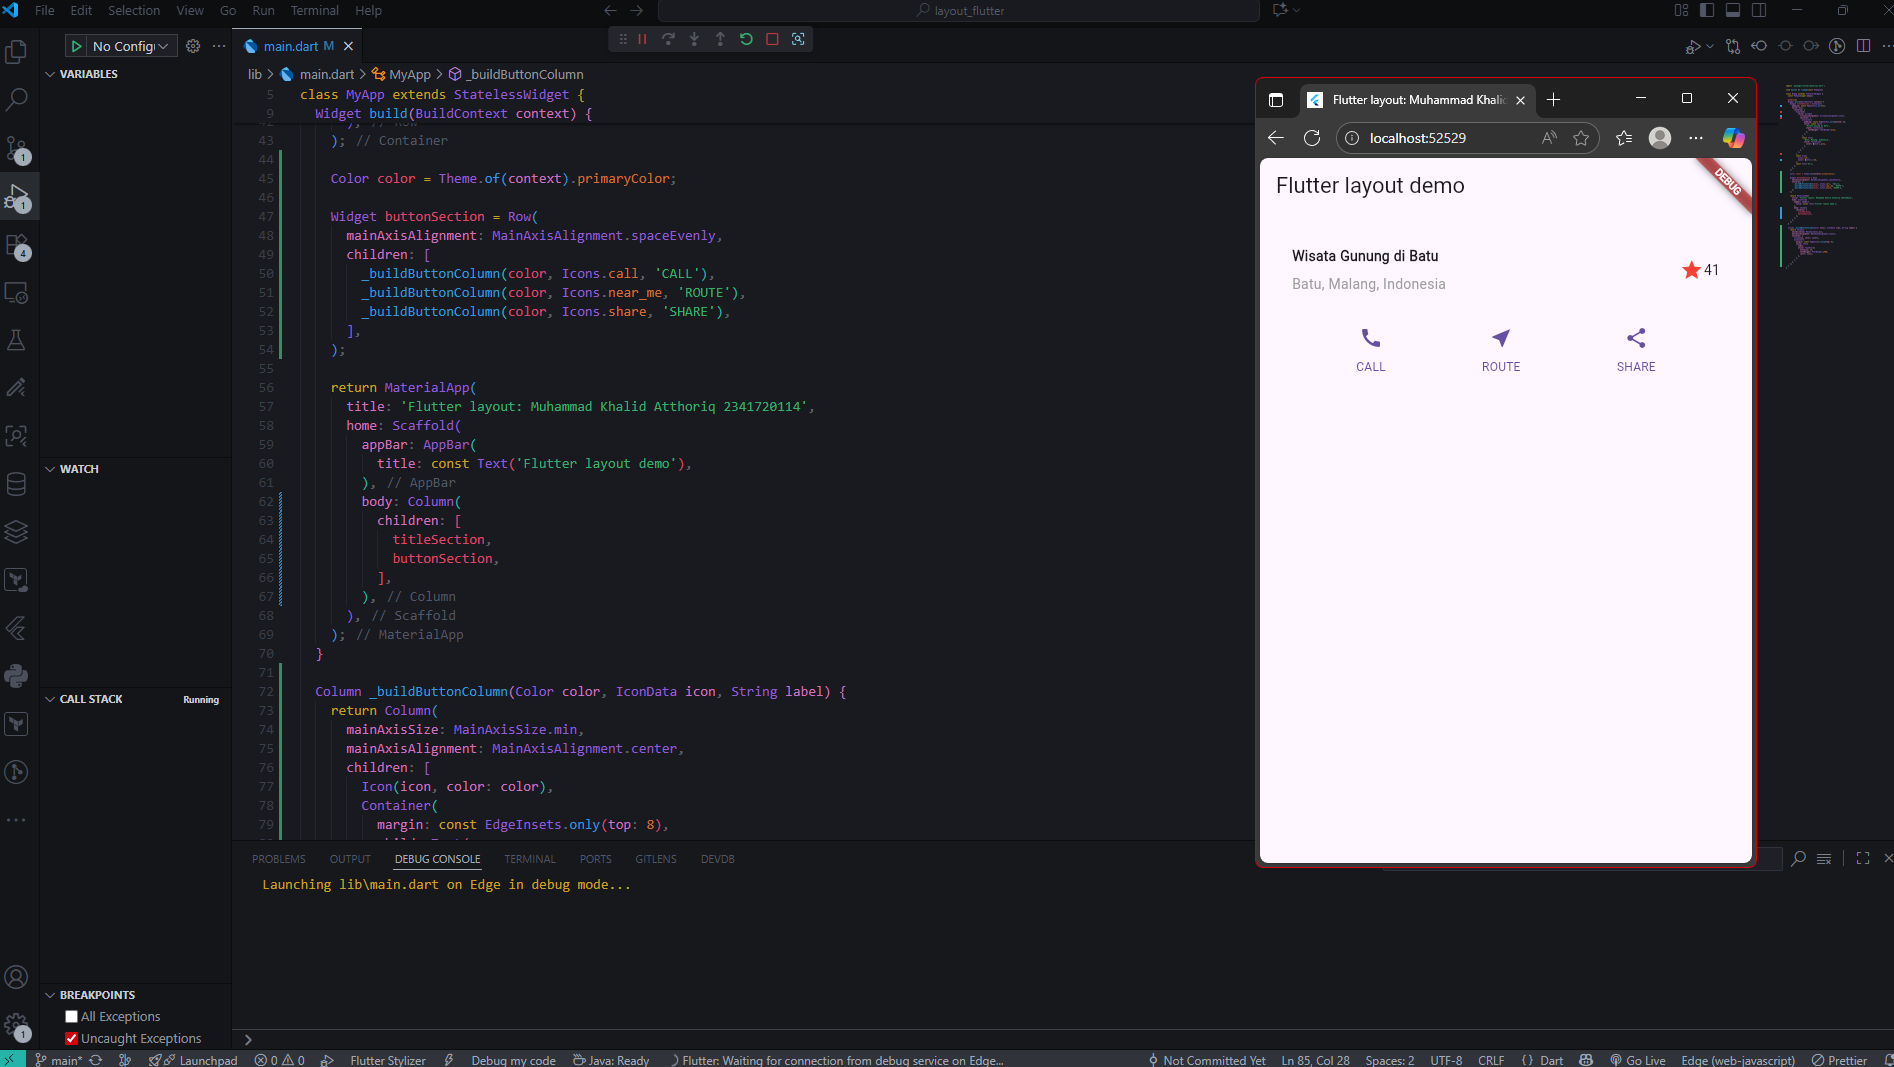 File Edit Selection View Go Run Terminal Help
layout_flutter
No Config
main.dart M
VARIABLES
lib > main.dart > MyApp > _buildButtonColumn
5 class MyApp extends StatelessWidget {
9 Widget build(BuildContext context) {
43 ); // Container
44
45 Color color = Theme.of(context).primaryColor;
46
47 Widget buttonSection = Row(
48 mainAxisAlignment: MainAxisAlignment.spaceEvenly,
49 children: [
50 _buildButtonColumn(color, Icons.call, 'CALL'),
51 _buildButtonColumn(color, Icons.near_me, 'ROUTE'),
52 _buildButtonColumn(color, Icons.share, 'SHARE'),
53 ],
54 );
55
56 return MaterialApp(
57 title: 'Flutter layout: Muhammad Khalid Atthoriq 2341720114',
58 home: Scaffold(
59 appBar: AppBar(
60 title: const Text('Flutter layout demo'),
61 ), // AppBar
62 body: Column(
63 children: [
64 titleSection,
65 buttonSection,
66 ],
67 ), // Column
68 ), // Scaffold
69 ); // MaterialApp
70 }
71
72 Column _buildButtonColumn(Color color, IconData icon, String label) {
73 return Column(
74 mainAxisSize: MainAxisSize.min,
75 mainAxisAlignment: MainAxisAlignment.center,
76 children: [
77 Icon(icon, color: color),
78 Container(
79 margin: const EdgeInsets.only(top: 8),
WATCH
CALL STACK Running
BREAKPOINTS
All Exceptions
Uncaught Exceptions
1
1
4
1
PROBLEMS OUTPUT DEBUG CONSOLE TERMINAL PORTS GITLENS DEVDB
Launching lib\main.dart on Edge in debug mode...
Flutter layout: Muhammad Khalid
localhost:52529
Flutter layout demo
DEBUG
Wisata Gunung di Batu
Batu, Malang, Indonesia
41
CALL ROUTE SHARE
main* Launchpad 0 0 Flutter Stylizer Debug my code Java: Ready Flutter: Waiting for connection from debug service on Edge... Not Committed Yet Ln 85, Col 28 Spaces: 2 UTF-8 CRLF {} Dart Go Live Edge (web-javascript) Prettier